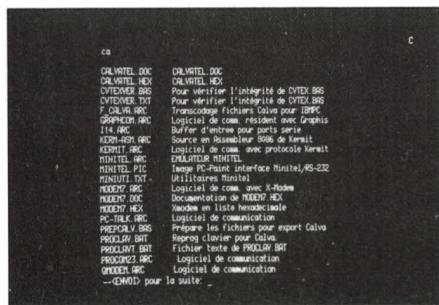 C
ca
CALVATEL.DOC CALVATEL.DOC
CALVATEL.HEX CALVATEL.HEX
CVTEXVER.BAS Pour vérifier l'intégrité de CVTEX.BAS
CVTEXVER.TXT Pour vérifier l'intégrité de CVTEX.BAS
F_CALVA.ARC Transcodage fichiers Calva pour IBMPC
GRAPHCOM.ARC Logiciel de comm. résident avec Graphis
I14.ARC Buffer d'entree pour ports serie
KERM-ASM.ARC Source en Assembleur 8086 de Kermit
KERMIT.ARC Logiciel de comm. avec protocole Kermit
MINITEL.ARC EMULATEUR MINITEL
MINITEL.PIC Image PC-Paint interface Minitel/RS-232
MINIUTI.TXT Utilitaires Minitel
MODEM7.ARC Logiciel de comm. avec X-Modem
MODEM7.DOC Documentation de MODEM7.HEX
MODEM7.HEX Xmodem en liste hexadecimale
PC-TALK.ARC Logiciel de communication
PREPCALV.BAS Prépare les fichiers pour export Calva
PROCLAV.BAT Reprog clavier pour Calva.
PROCLAVT.BAT Fichier texte de PROCLAV.BAT
PROCOM23.ARC Logiciel de communication
QMODEM.ARC Logiciel de communication
--<ENVOI> pour la suite: _